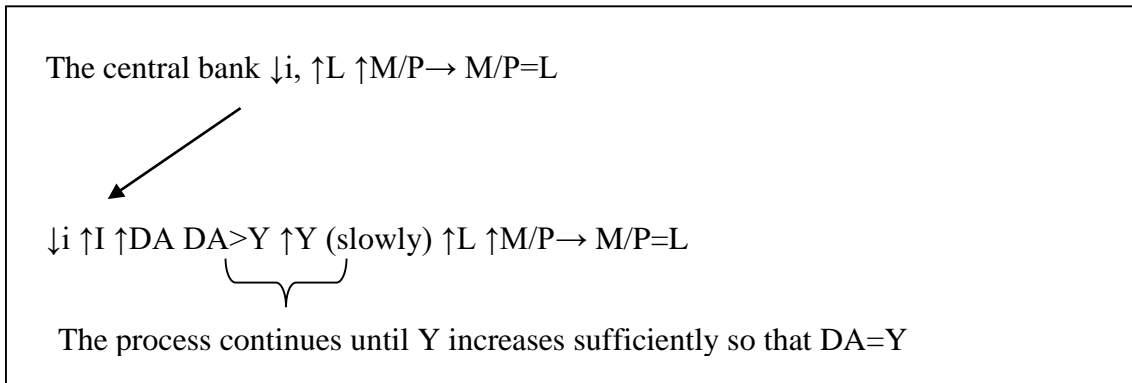 The central bank ↓i, ↑L ↑M/P→ M/P=L
↓i ↑I ↑DA DA>Y ↑Y (slowly) ↑L ↑M/P→ M/P=L
The process continues until Y increases sufficiently so that DA=Y